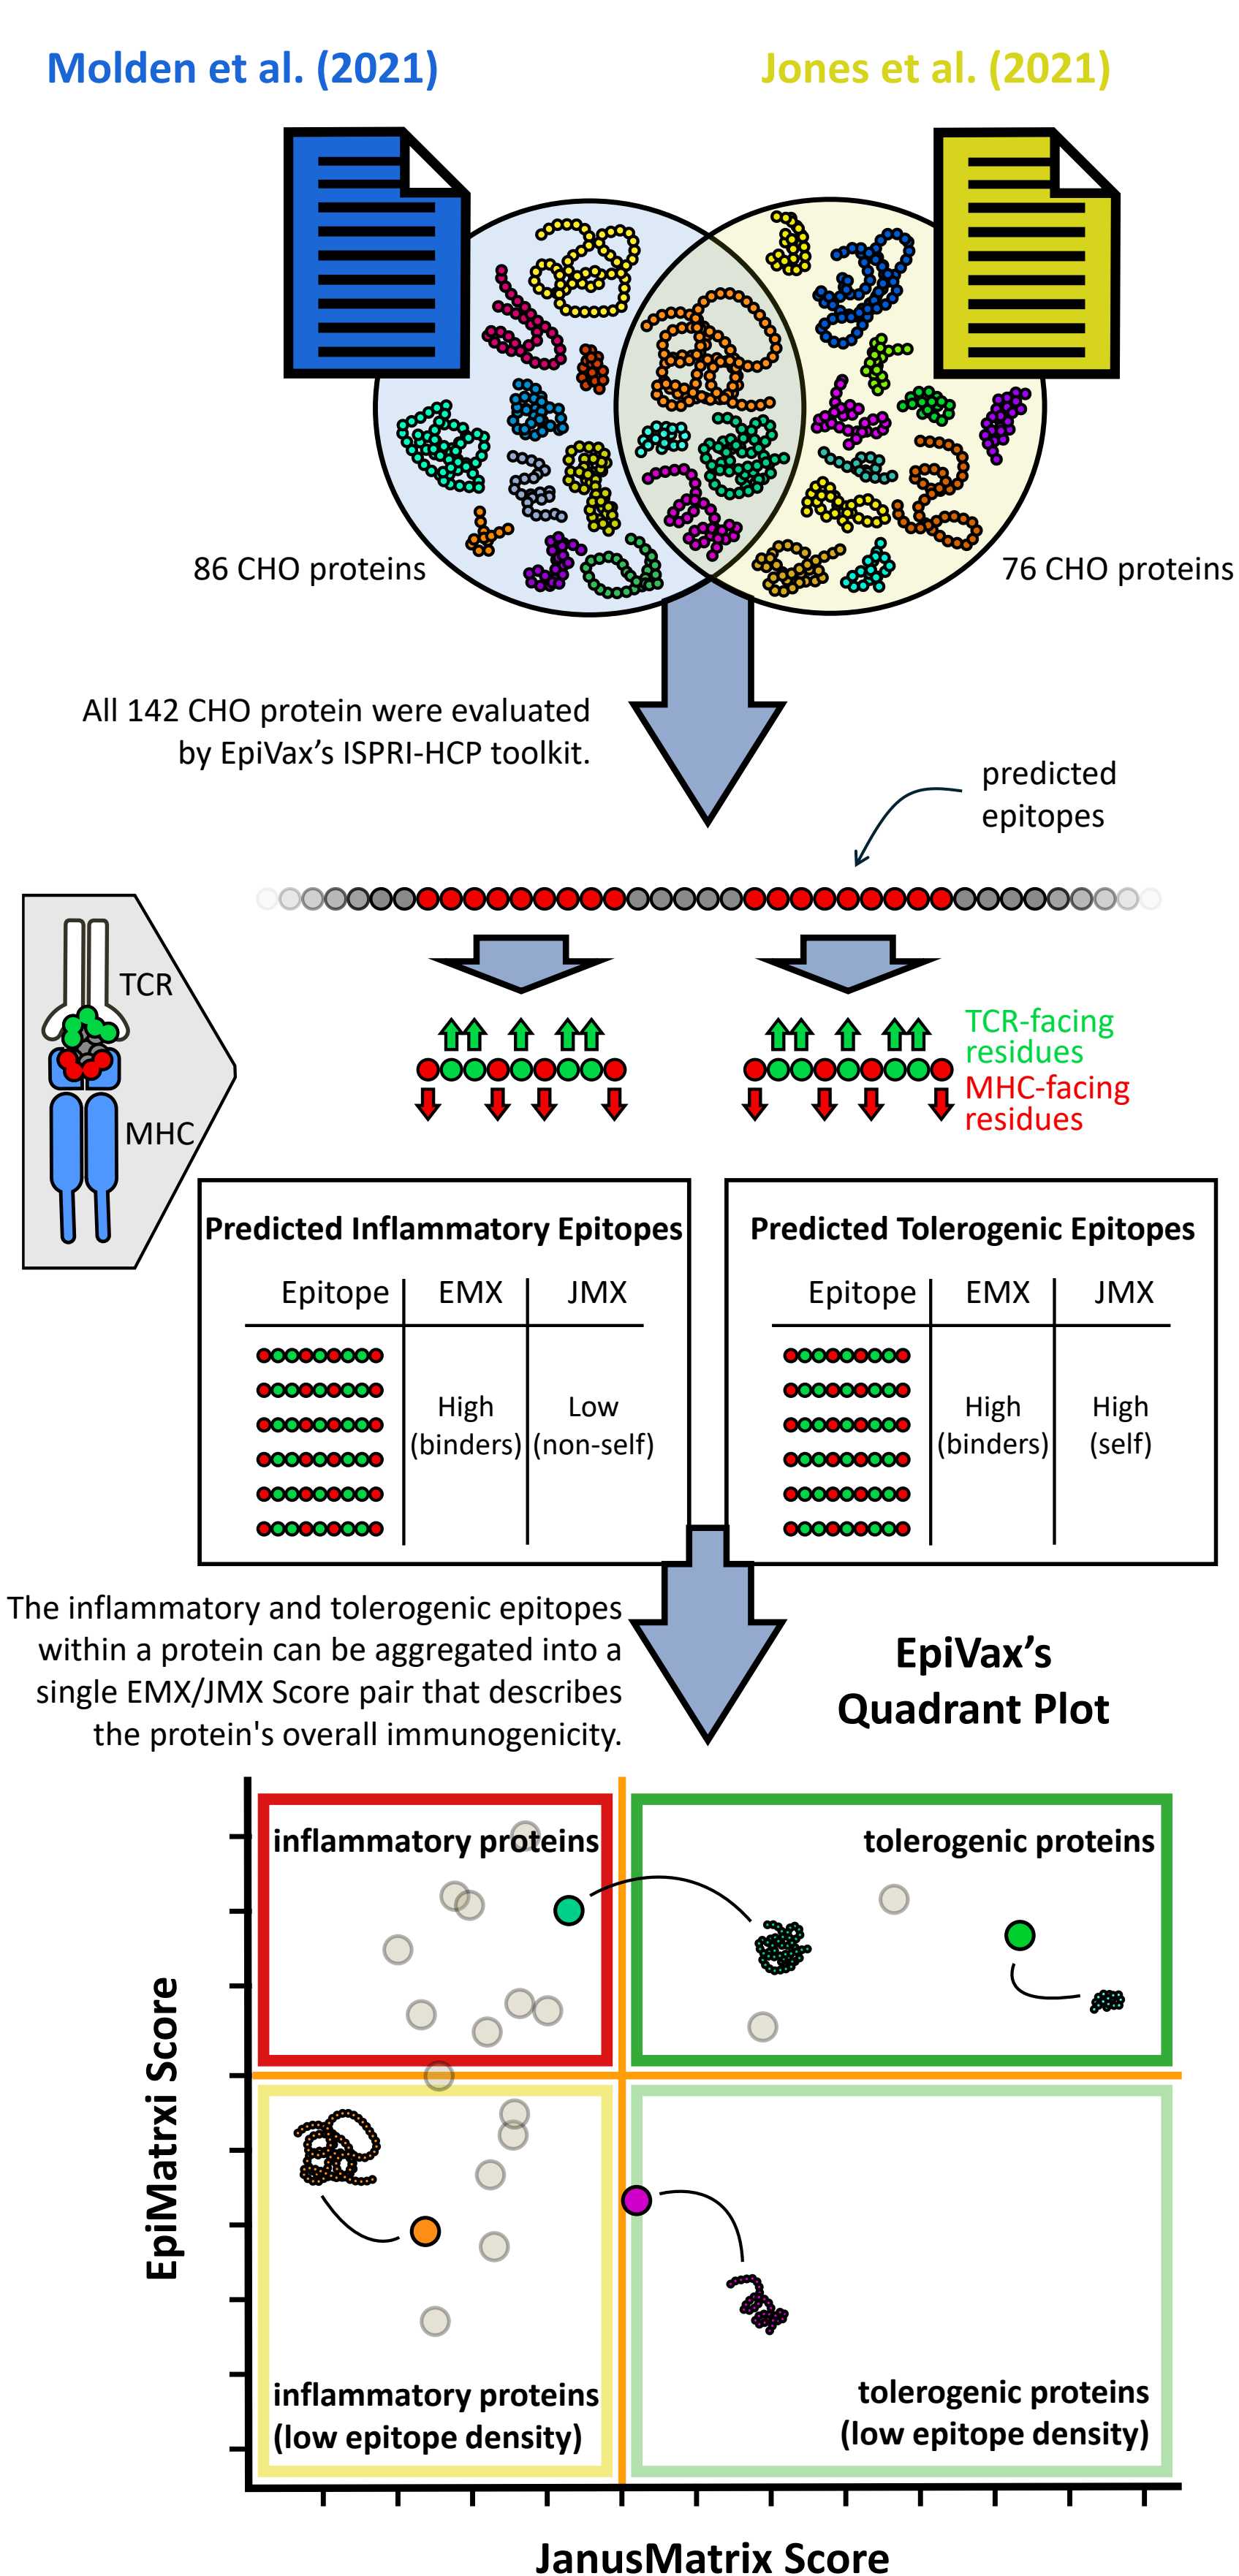 Molden et al. (2021)
Jones et al. (2021)
86 CHO proteins
76 CHO proteins
All 142 CHO protein were evaluated
by EpiVax’s ISPRI-HCP toolkit.
predicted
epitopes
TCR
MHC
TCR-facing
residues
MHC-facing
residues
Predicted Inflammatory Epitopes
Epitope EMX JMX
High Low
(binders) (non-self)
Predicted Tolerogenic Epitopes
Epitope EMX JMX
High High
(binders) (self)
The inflammatory and tolerogenic epitopes
within a protein can be aggregated into a
single EMX/JMX Score pair that describes
the protein's overall immunogenicity.
EpiVax’s
Quadrant Plot
inflammatory proteins
tolerogenic proteins
EpiMatrxi Score
inflammatory proteins
(low epitope density)
tolerogenic proteins
(low epitope density)
JanusMatrix Score